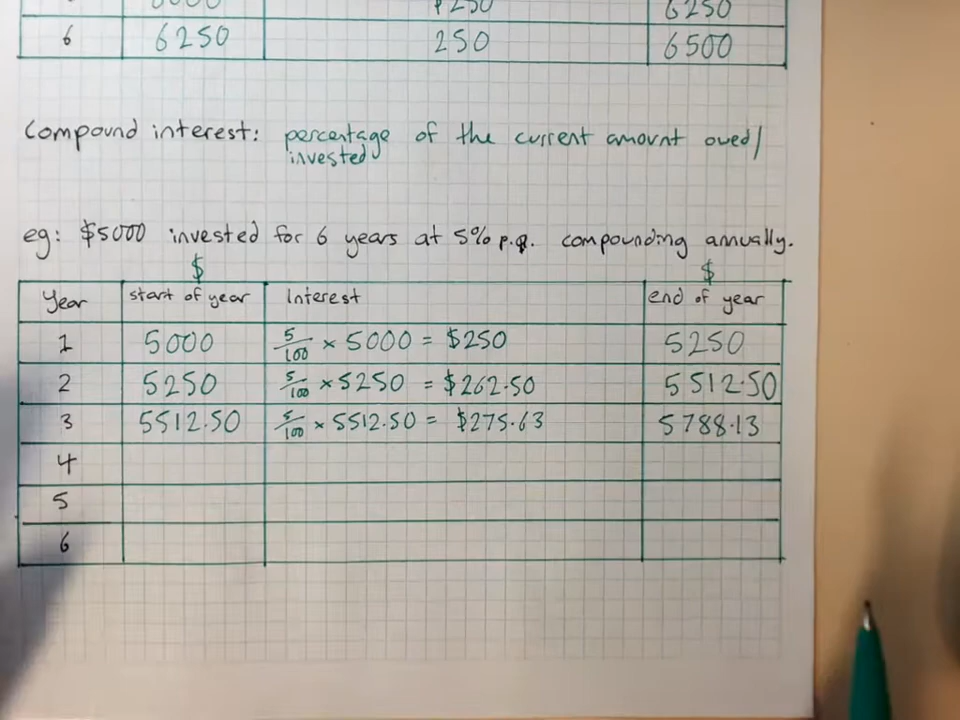 250 6250
6 6250 250 6500
Compound interest: percentage of the current amount owed/
invested
eg: $5000 invested for 6 years at 5% p.a. compounding annually.
$ $
Year start of year Interest end of year
1 5000 5/100 × 5000 = $250 5250
2 5250 5/100 × 5250 = $262.50 5512.50
3 5512.50 5/100 × 5512.50 = $275.63 5788.13
4
5
6